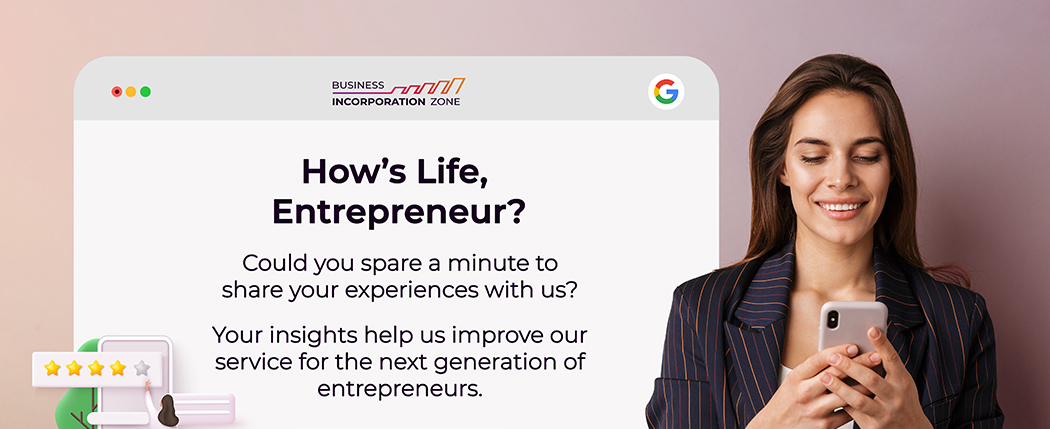 BUSINESS
INCORPORATION ZONE
How’s Life,
Entrepreneur?
Could you spare a minute to
share your experiences with us?
Your insights help us improve our
service for the next generation of
entrepreneurs.